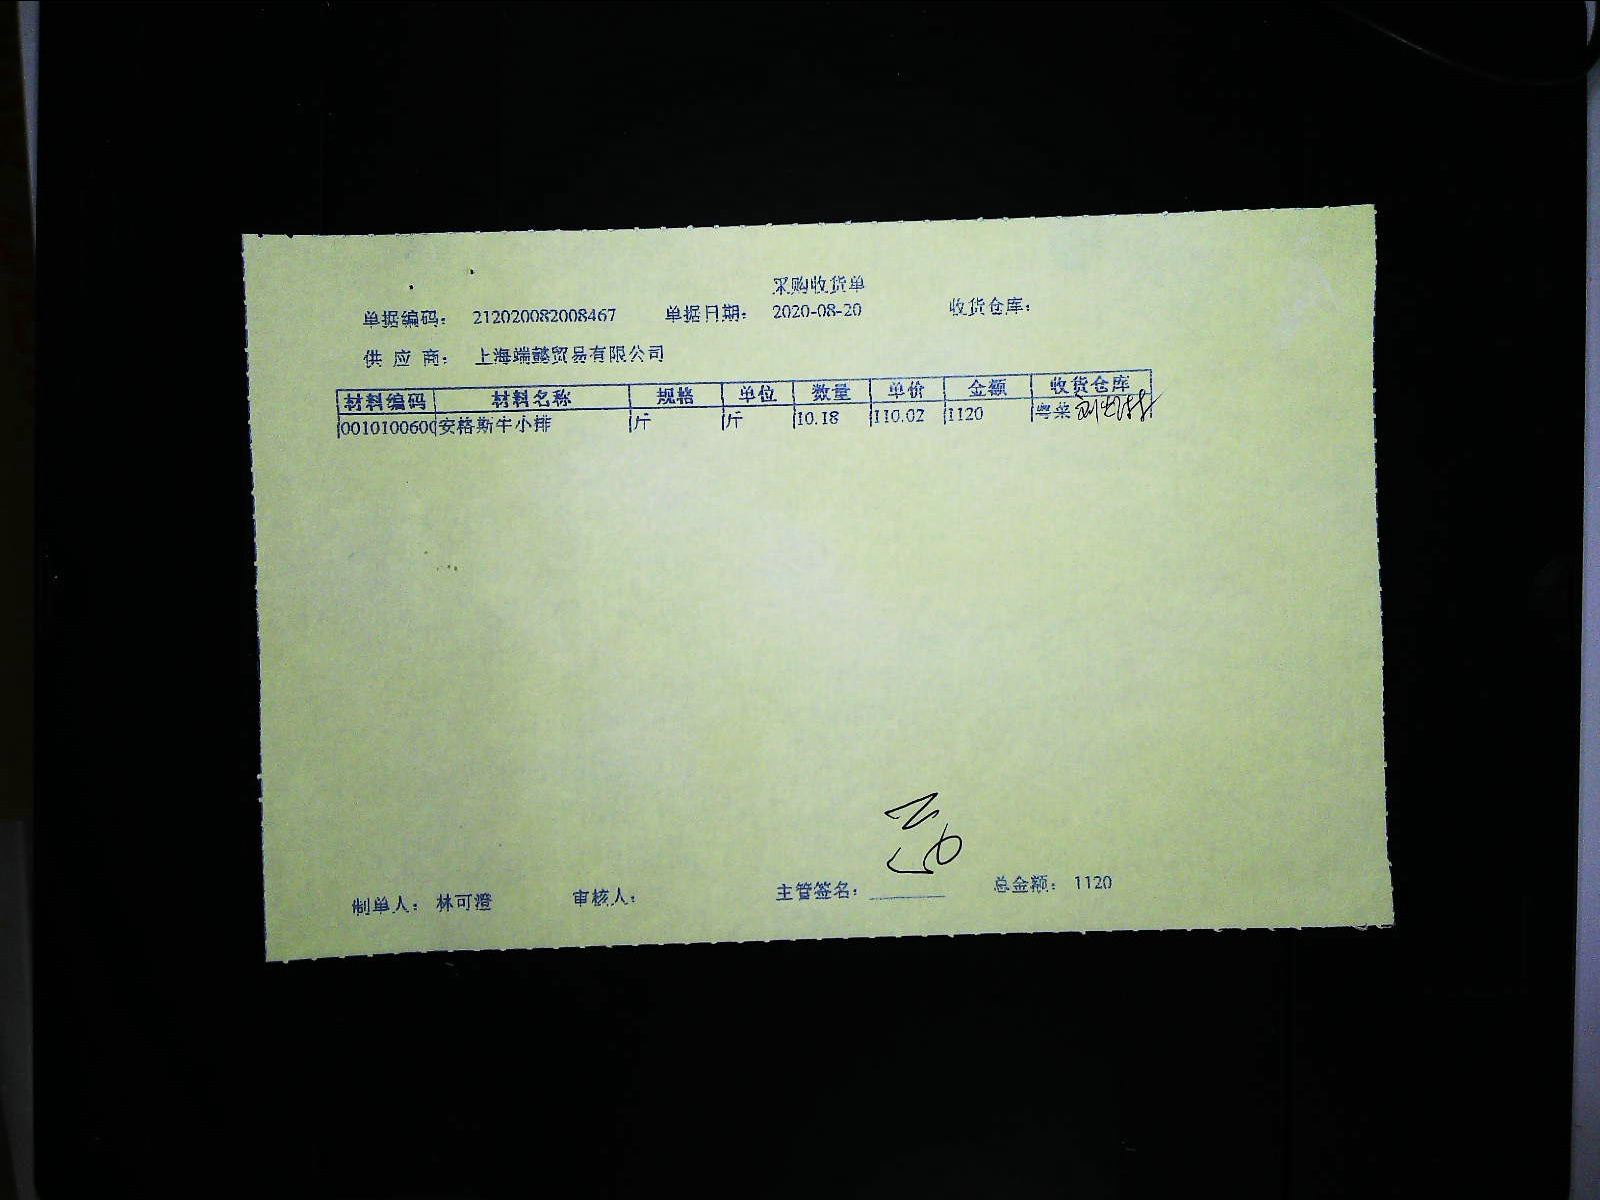 采购收货单
单据编码： 212020082008467 单据日期： 2020-08-20 收货仓库：
供 应 商： 上海端懿贸易有限公司
材料编码 材料名称 规格 单位 数量 单价 金额 收货仓库
0010100600 安格斯牛小排 斤 斤 10.18 110.02 1120 粤菜
制单人： 林可澄 审核人： 主管签名： 总金额： 1120